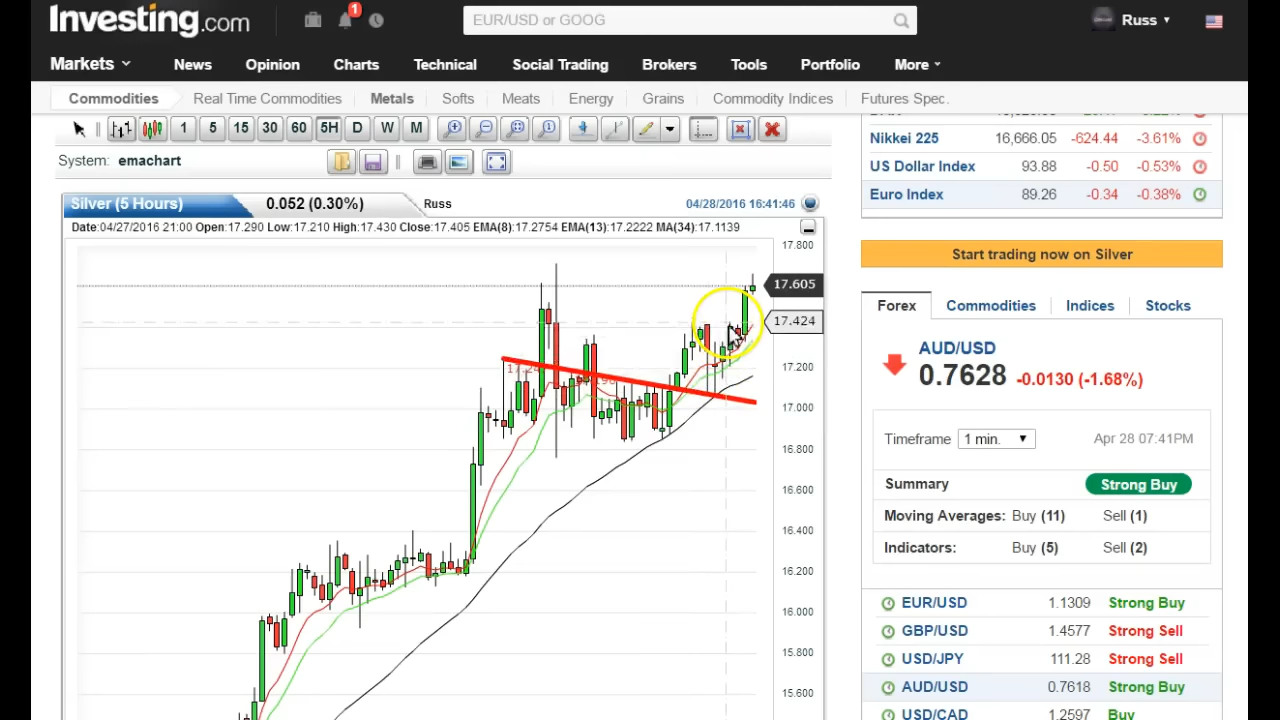 Investing.com
1
EUR/USD or GOOG
Russ
Markets News Opinion Charts Technical Social Trading Brokers Tools Portfolio More
Commodities Real Time Commodities Metals Softs Meats Energy Grains Commodity Indices Futures Spec.
1 5 15 30 60 5H D W M
System: emachart
Nikkei 225 16,666.05 -624.44 -3.61%
US Dollar Index 93.88 -0.50 -0.53%
Euro Index 89.26 -0.34 -0.38%
Silver (5 Hours) 0.052 (0.30%) Russ 04/28/2016 16:41:46
Date:04/27/2016 21:00 Open:17.290 Low:17.210 High:17.430 Close:17.405 EMA(8):17.2754 EMA(13):17.2222 MA(34):17.1139
17.800
17.605
17.424
17.200
17.000
16.800
16.600
16.400
16.200
16.000
15.800
15.600
Start trading now on Silver
Forex Commodities Indices Stocks
AUD/USD
0.7628 -0.0130 (-1.68%)
Timeframe 1 min. Apr 28 07:41PM
Summary Strong Buy
Moving Averages: Buy (11) Sell (1)
Indicators: Buy (5) Sell (2)
EUR/USD 1.1309 Strong Buy
GBP/USD 1.4577 Strong Sell
USD/JPY 111.28 Strong Sell
AUD/USD 0.7618 Strong Buy
USD/CAD 1.2597 Buy